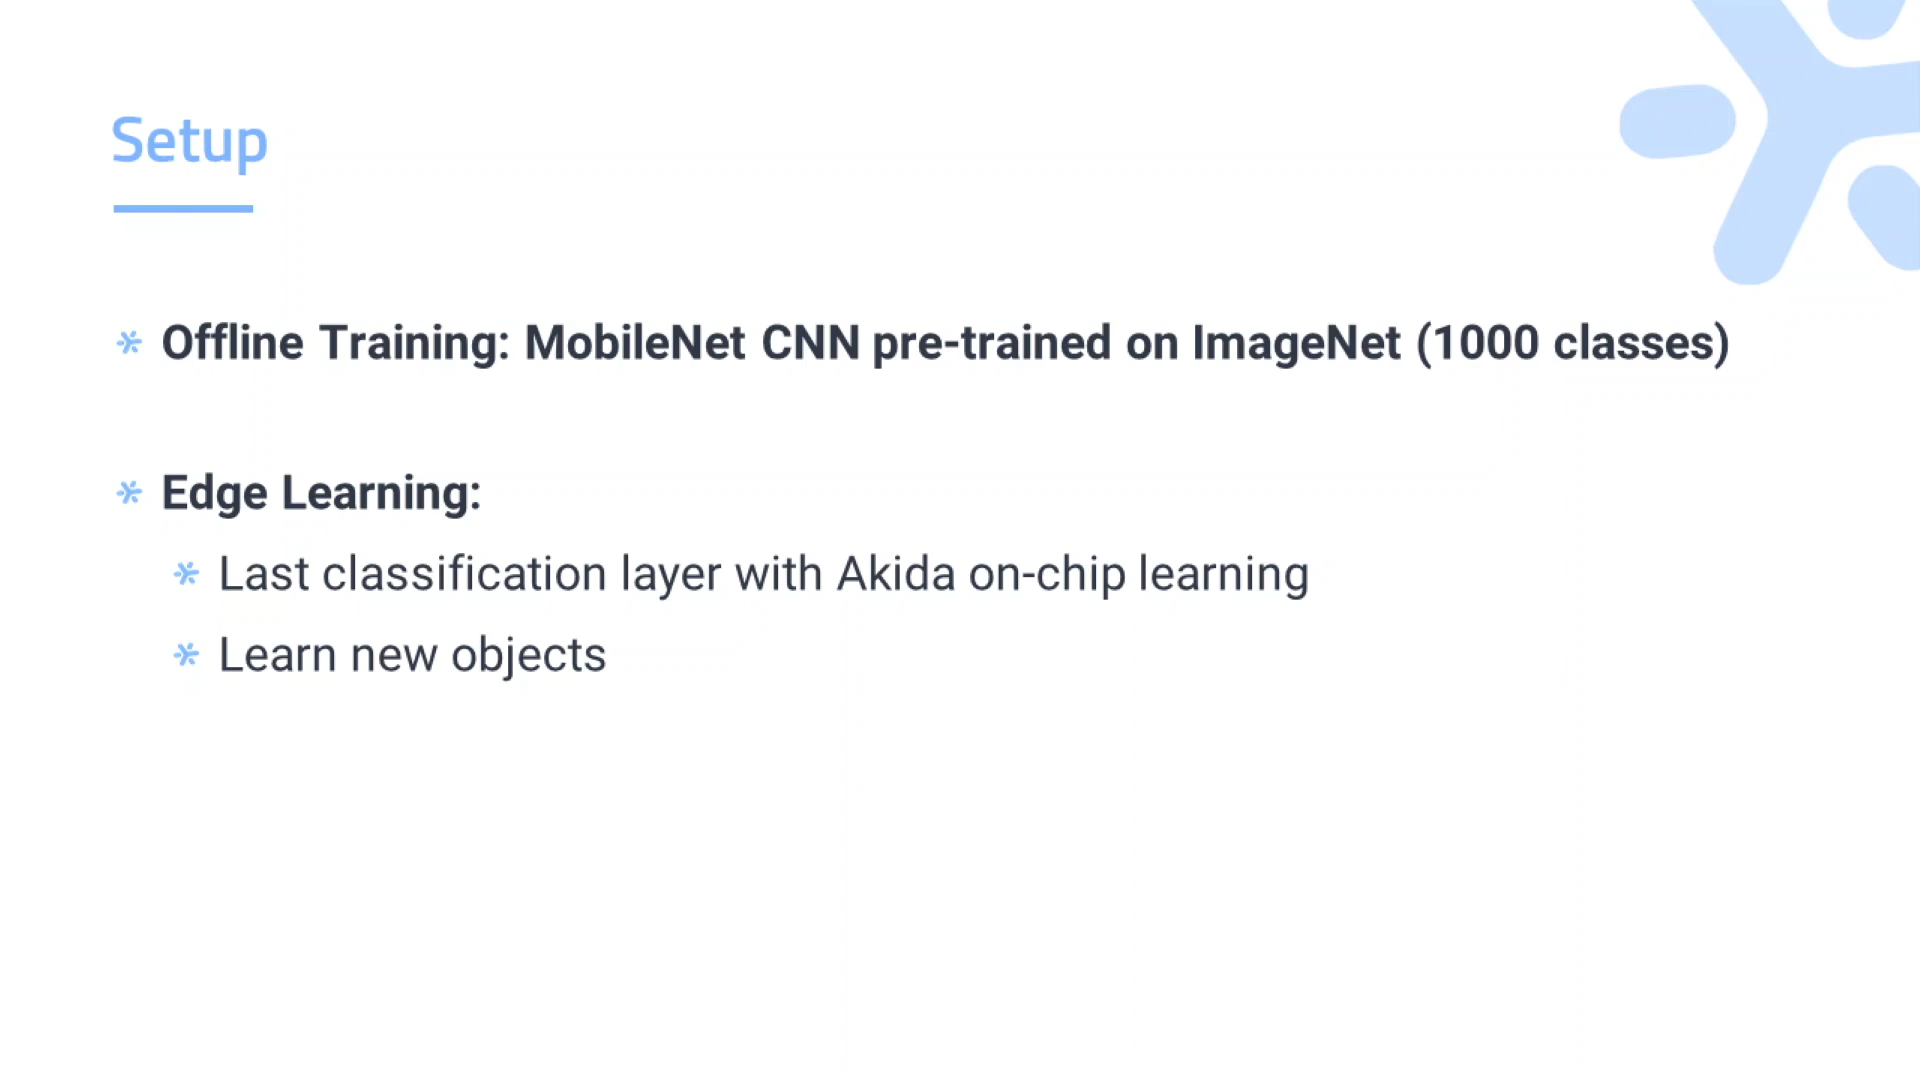 Setup
Offline Training: MobileNet CNN pre-trained on ImageNet (1000 classes)
Edge Learning:
Last classification layer with Akida on-chip learning
Learn new objects